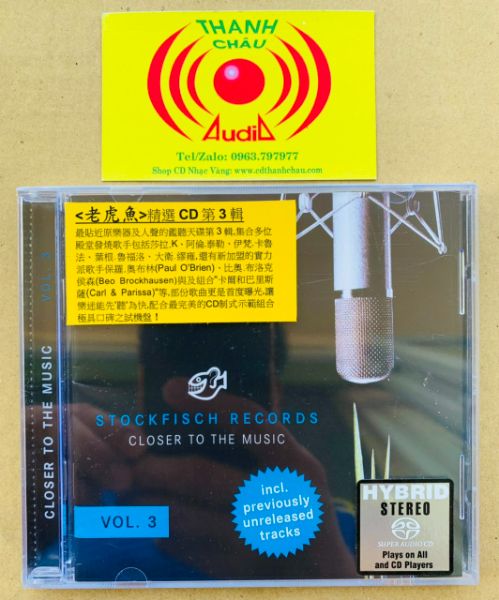 THANH
CHÂU
AudiA
Tel/Zalo: 0963.797977
Shop CD Nhạc Vàng: www.cdthanhchau.com
<老虎魚>精選CD第3輯
最貼近原樂器及人聲的鑑聽天碟第3輯,集合多位
殿堂發燒歌手包括莎拉.K、阿倫.泰勒、伊梵.卡魯
法、葉根.魯福洛、大衛.繆雍,還有新加盟的實力
派歌手保羅.奧布林(Paul O'Brien)、比奧.布洛克
侯森(Beo Brockhausen)與及組合"卡爾和巴里斯
薩(Carl & Parissa)"等,部份歌曲更是首度曝光,讓
樂迷能先"聽"為快,配合最完美的CD制式示範組合
極具口碑之試機盤!
STOCKFISCH RECORDS
CLOSER TO THE MUSIC
VOL. 3
incl.
previously
unreleased
tracks
HYBRID
STEREO
SUPER AUDIO CD
Plays on All
and CD Players
CLOSER TO THE MUSIC VOL. 3